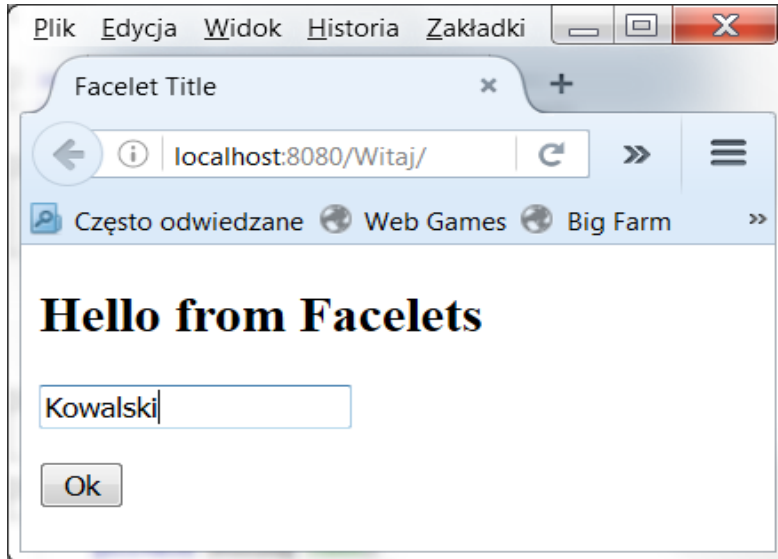 Plik Edycja Widok Historia Zakładki
Facelet Title
localhost:8080/Witaj/
Często odwiedzane Web Games Big Farm
Hello from Facelets
Kowalski
Ok